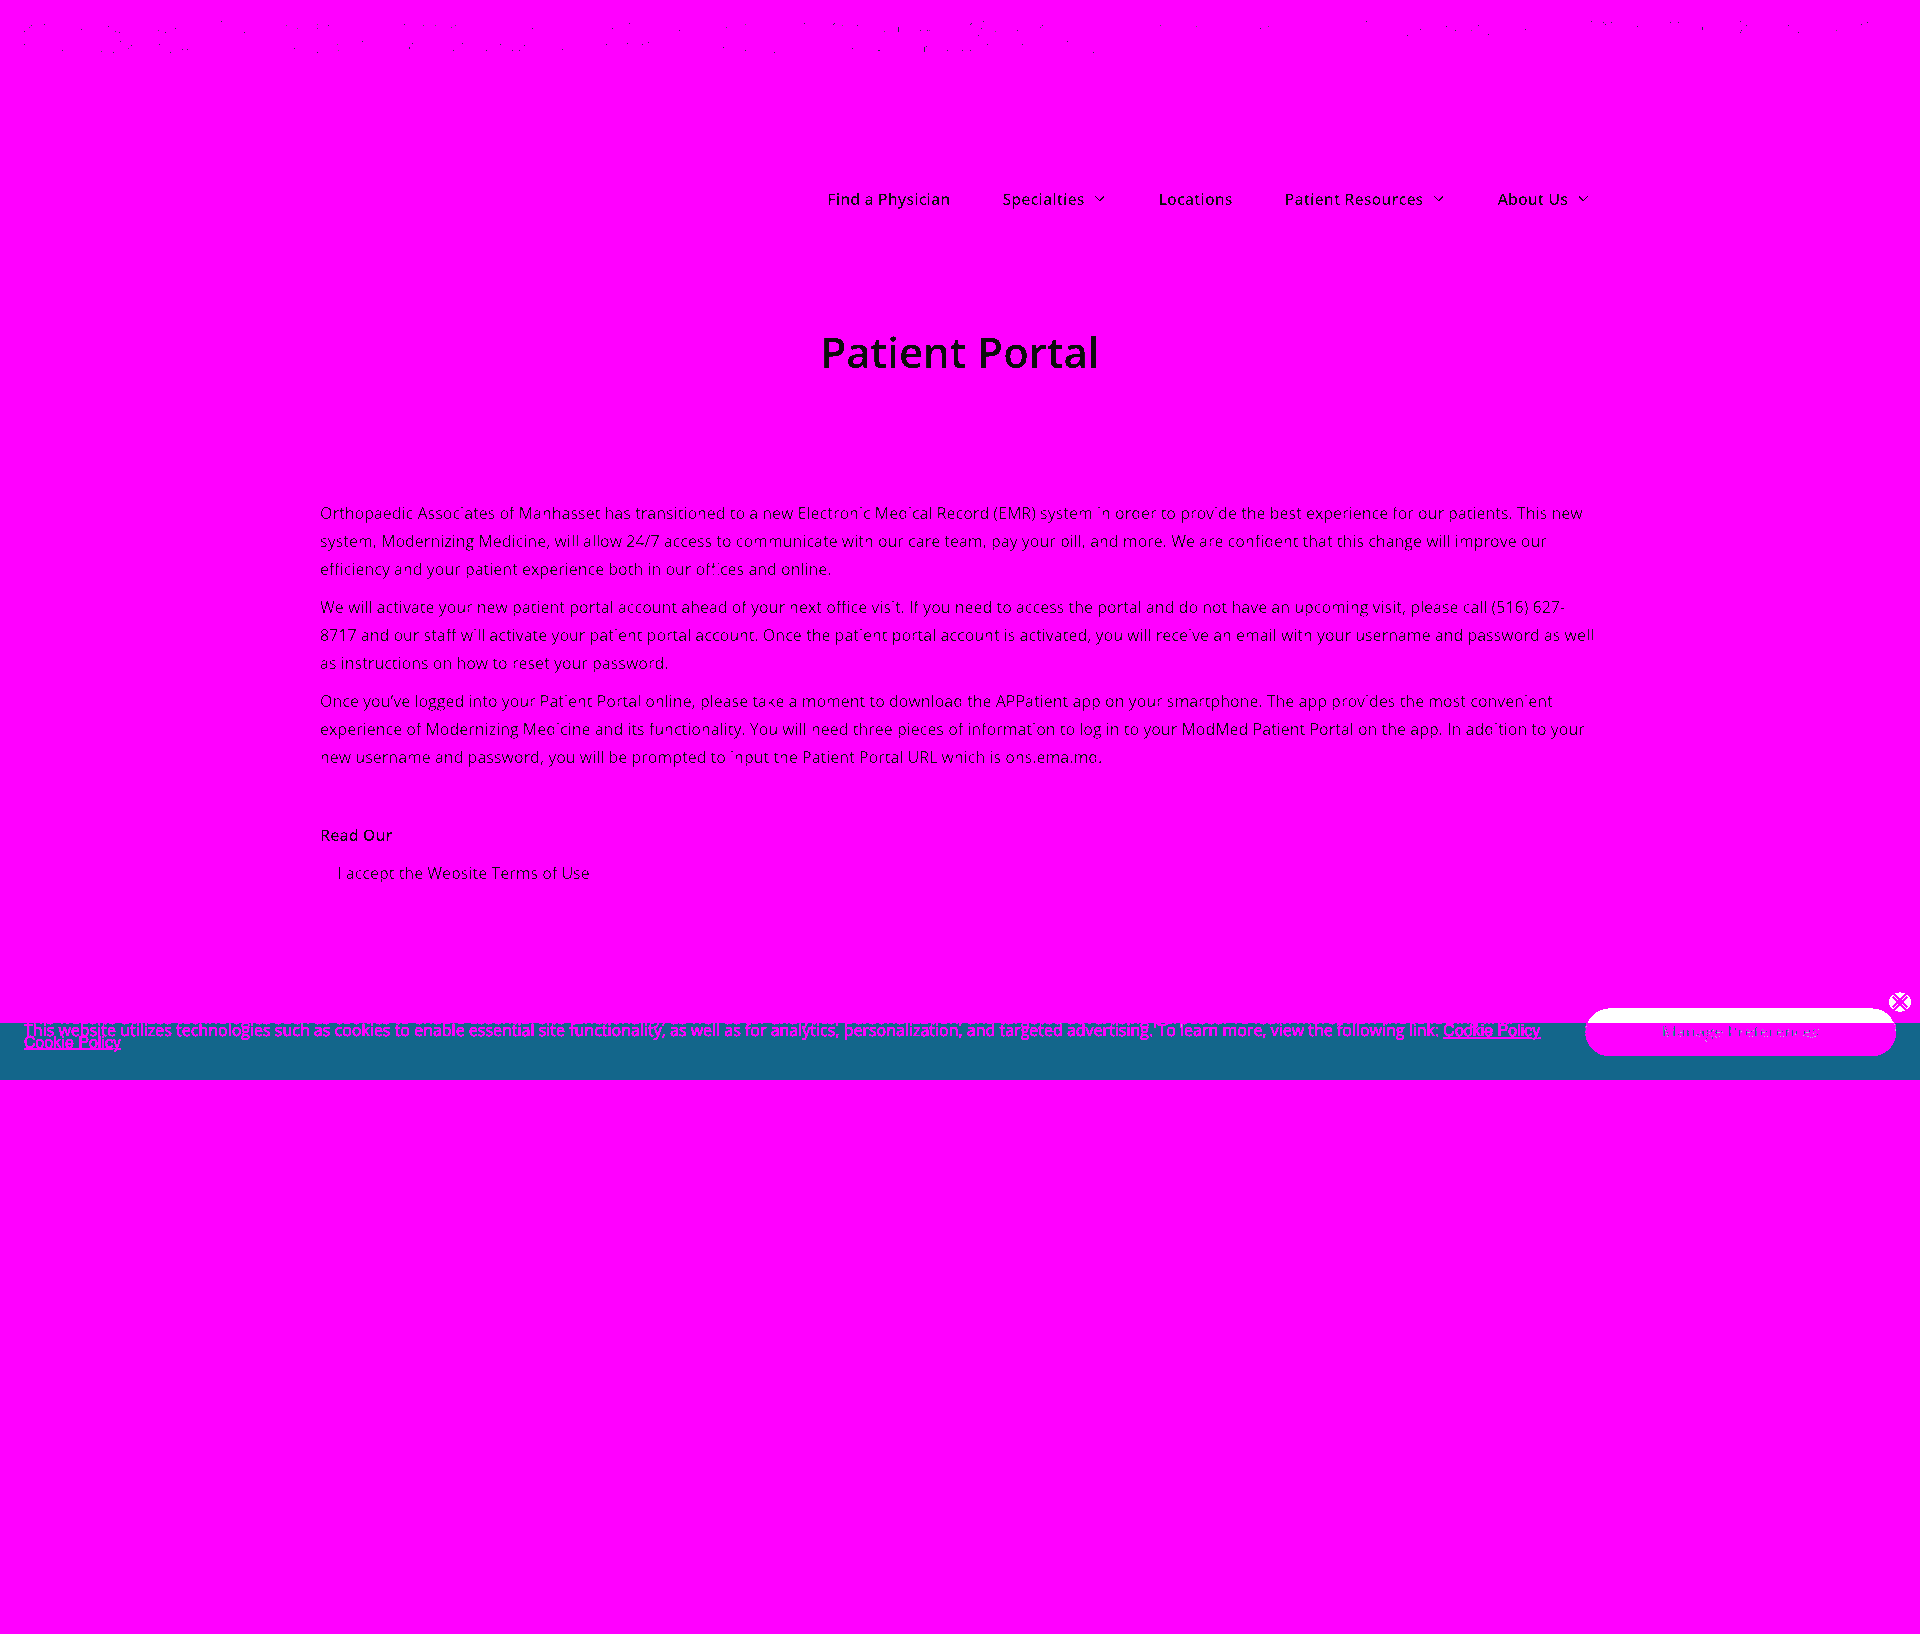 Find a Physician Specialties Locations Patient Resources About Us
Patient Portal
Orthopaedic Associates of Manhasset has transitioned to a new Electronic Medical Record (EMR) system in order to provide the best experience for our patients. This new
system, Modernizing Medicine, will allow 24/7 access to communicate with our care team, pay your bill, and more. We are confident that this change will improve our
efficiency and your patient experience both in our offices and online.
We will activate your new patient portal account ahead of your next office visit. If you need to access the portal and do not have an upcoming visit, please call (516) 627-
8717 and our staff will activate your patient portal account. Once the patient portal account is activated, you will receive an email with your username and password as well
as instructions on how to reset your password.
Once you’ve logged into your Patient Portal online, please take a moment to download the APPatient app on your smartphone. The app provides the most convenient
experience of Modernizing Medicine and its functionality. You will need three pieces of information to log in to your ModMed Patient Portal on the app. In addition to your
new username and password, you will be prompted to input the Patient Portal URL which is ons.ema.md.
Read Our
I accept the Website Terms of Use
This website utilizes technologies such as cookies to enable essential site functionality, as well as for analytics, personalization, and targeted advertising. To learn more, view the following link: Cookie Policy
Cookie Policy